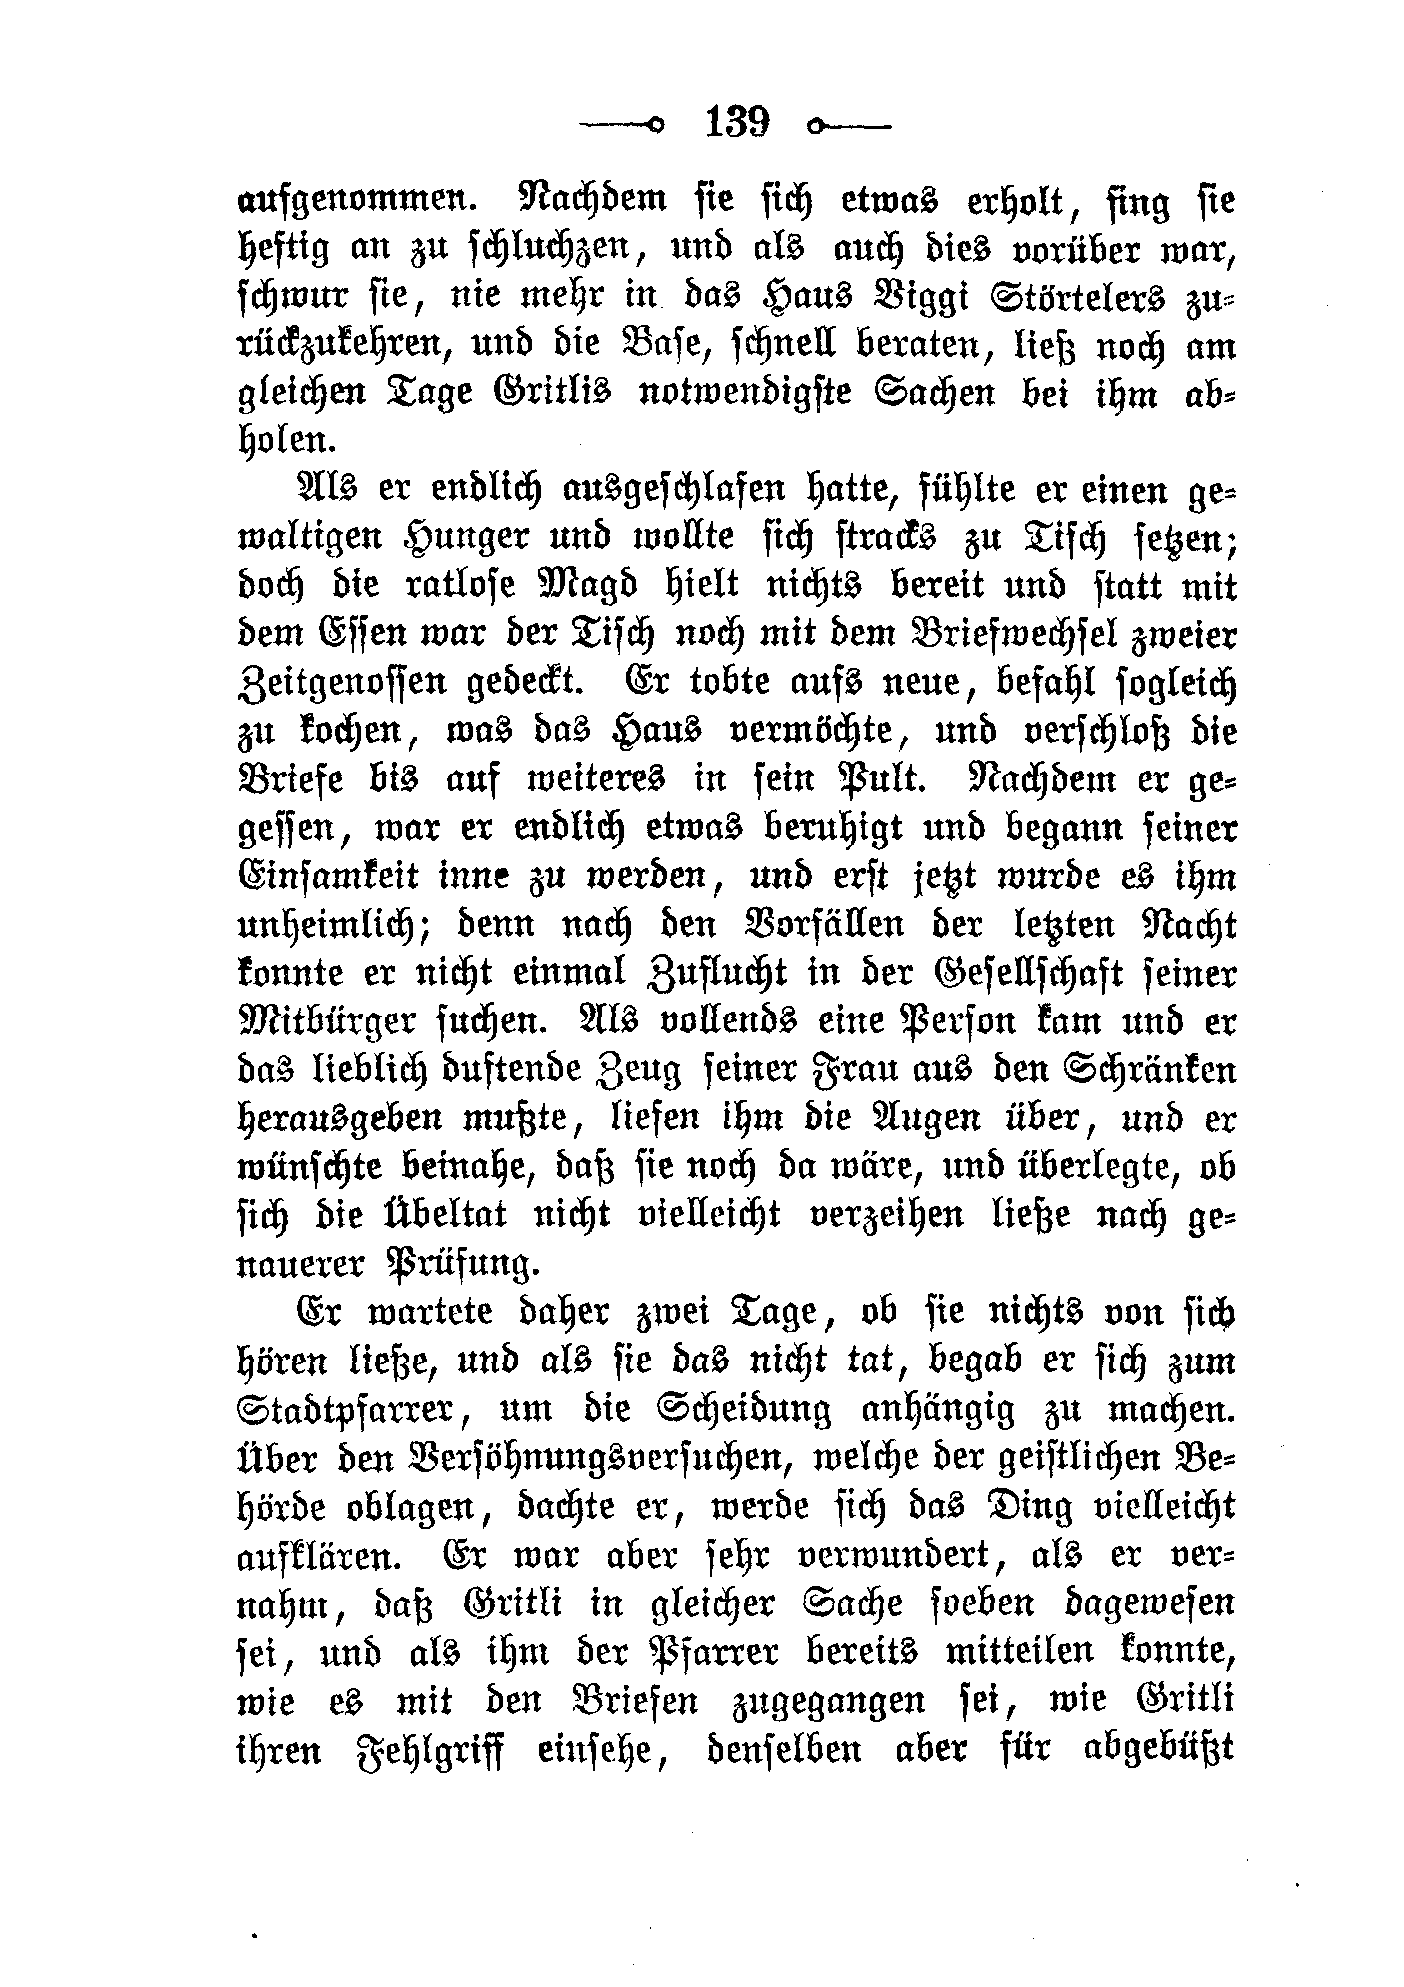 139
aufgenommen. Nachdem sie sich etwas erholt, fing sie
heftig an zu schluchzen, und als auch dies vorüber war,
schwur sie, nie mehr in das Haus Viggi Störtelers zu-
rückzukehren, und die Base, schnell beraten, ließ noch am
gleichen Tage Gritlis notwendigste Sachen bei ihm ab-
holen.
Als er endlich ausgeschlafen hatte, fühlte er einen ge-
waltigen Hunger und wollte sich stracks zu Tisch setzen;
doch die ratlose Magd hielt nichts bereit und statt mit
dem Essen war der Tisch noch mit dem Briefwechsel zweier
Zeitgenossen gedeckt. Er tobte aufs neue, befahl sogleich
zu kochen, was das Haus vermöchte, und verschloß die
Briefe bis auf weiteres in sein Pult. Nachdem er ge-
gessen, war er endlich etwas beruhigt und begann seiner
Einsamkeit inne zu werden, und erst jetzt wurde es ihm
unheimlich; denn nach den Vorfällen der letzten Nacht
konnte er nicht einmal Zuflucht in der Gesellschaft seiner
Mitbürger suchen. Als vollends eine Person kam und er
das lieblich duftende Zeug seiner Frau aus den Schränken
herausgeben mußte, liefen ihm die Augen über, und er
wünschte beinahe, daß sie noch da wäre, und überlegte, ob
sich die Übeltat nicht vielleicht verzeihen ließe nach ge-
nauerer Prüfung.
Er wartete daher zwei Tage, ob sie nichts von sich
hören ließe, und als sie das nicht tat, begab er sich zum
Stadtpfarrer, um die Scheidung anhängig zu machen.
Über den Versöhnungsversuchen, welche der geistlichen Be-
hörde oblagen, dachte er, werde sich das Ding vielleicht
aufklären. Er war aber sehr verwundert, als er ver-
nahm, daß Gritli in gleicher Sache soeben dagewesen
sei, und als ihm der Pfarrer bereits mitteilen konnte,
wie es mit den Briefen zugegangen sei, wie Gritli
ihren Fehlgriff einsehe, denselben aber für abgebüßt